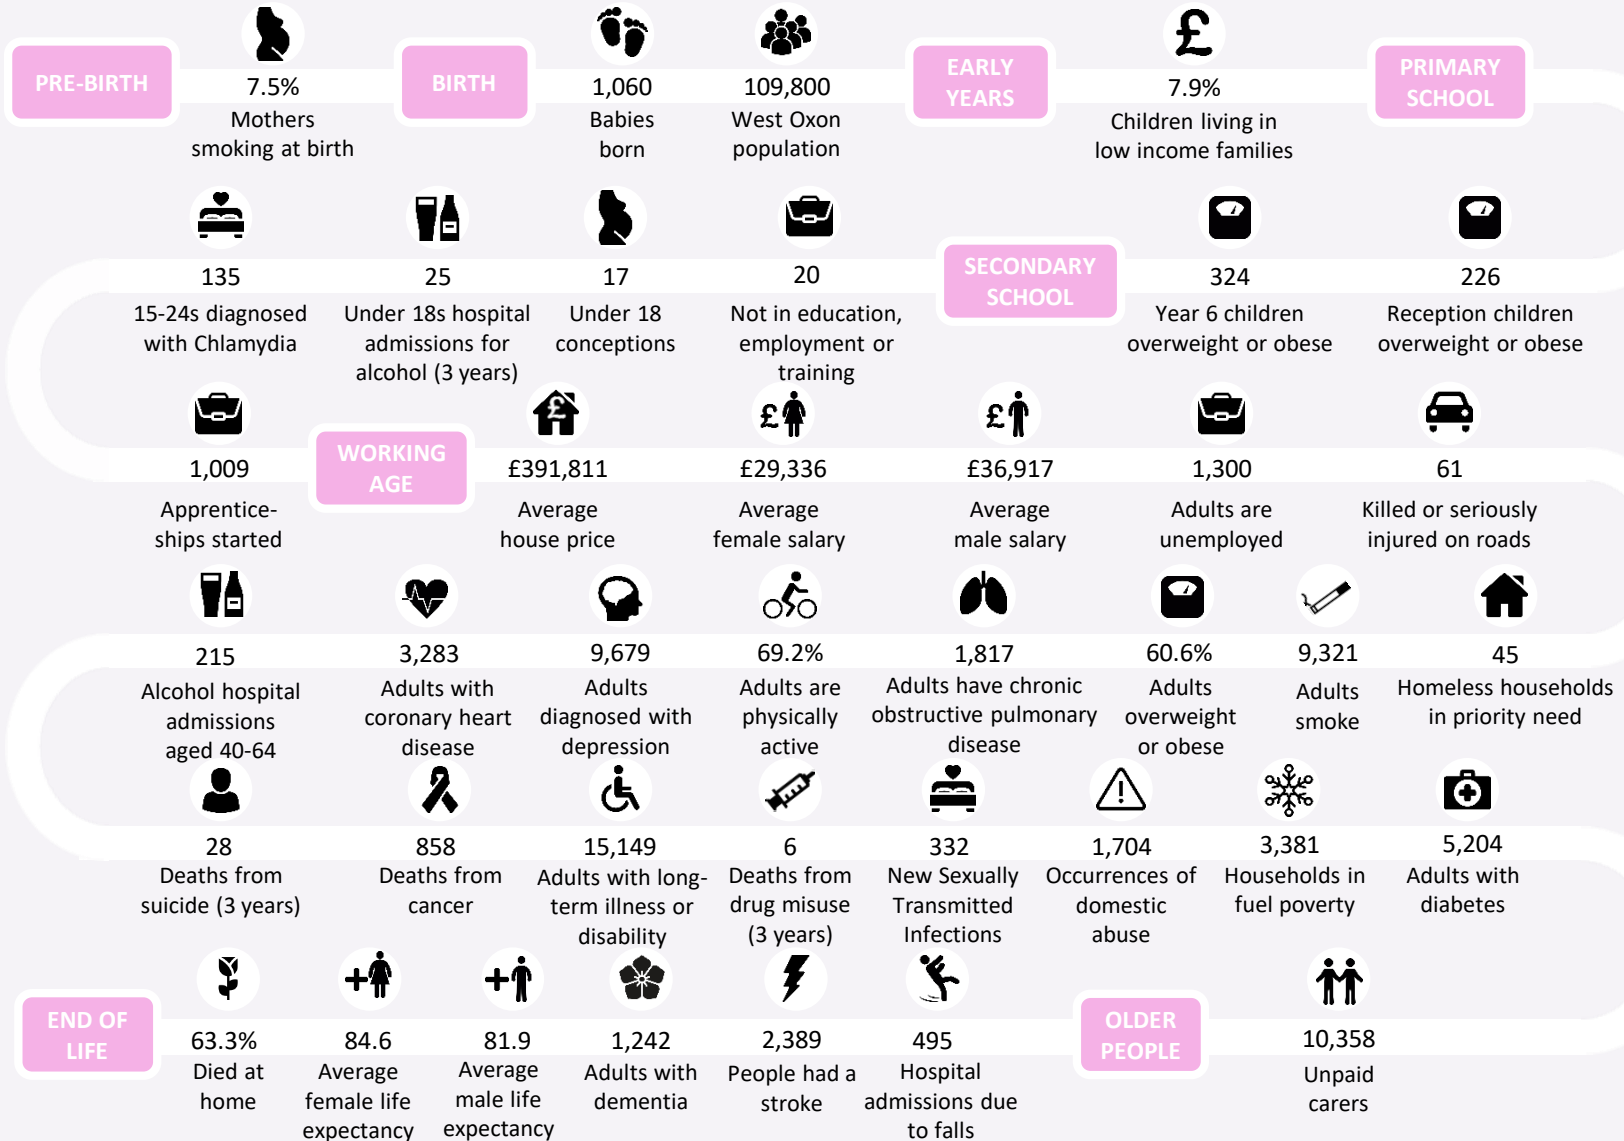 PRE-BIRTH
7.5%
Mothers
smoking at birth
BIRTH
1,060
Babies
born
109,800
West Oxon
population
EARLY
YEARS
£
7.9%
Children living in
low income families
PRIMARY
SCHOOL
226
Reception children
overweight or obese
324
Year 6 children
overweight or obese
SECONDARY
SCHOOL
20
Not in education,
employment or
training
17
Under 18
conceptions
25
Under 18s hospital
admissions for
alcohol (3 years)
135
15-24s diagnosed
with Chlamydia
1,009
Apprentice-
ships started
WORKING
AGE
£
£391,811
Average
house price
£
£29,336
Average
female salary
£
£36,917
Average
male salary
1,300
Adults are
unemployed
61
Killed or seriously
injured on roads
45
Homeless households
in priority need
9,321
Adults
smoke
60.6%
Adults
overweight
or obese
1,817
Adults have chronic
obstructive pulmonary
disease
69.2%
Adults are
physically
active
9,679
Adults
diagnosed with
depression
3,283
Adults with
coronary heart
disease
215
Alcohol hospital
admissions
aged 40-64
28
Deaths from
suicide (3 years)
858
Deaths from
cancer
15,149
Adults with long-
term illness or
disability
6
Deaths from
drug misuse
(3 years)
332
New Sexually
Transmitted
Infections
1,704
Occurrences of
domestic
abuse
3,381
Households in
fuel poverty
5,204
Adults with
diabetes
10,358
Unpaid
carers
OLDER
PEOPLE
495
Hospital
admissions due
to falls
2,389
People had a
stroke
1,242
Adults with
dementia
+
81.9
Average
male life
expectancy
+
84.6
Average
female life
expectancy
63.3%
Died at
home
END OF
LIFE